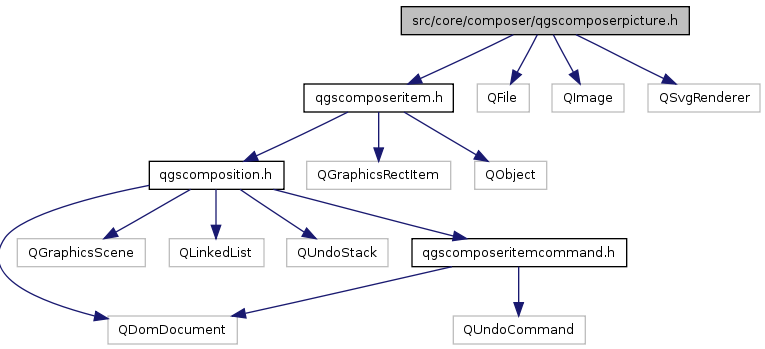 src/core/composer/qgscomposerpicture.h
qgscomposeritem.h
QFile
QImage
QSvgRenderer
qgscomposition.h
QGraphicsRectItem
QObject
QGraphicsScene
QLinkedList
QUndoStack
qgscomposeritemcommand.h
QDomDocument
QUndoCommand